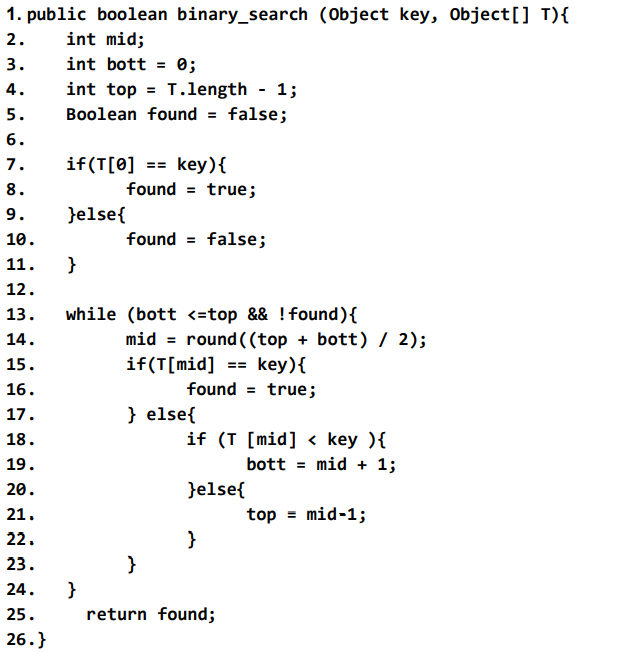 1. public boolean binary_search (Object key, Object[] T){
2.    int mid;
3.    int bott = 0;
4.    int top = T.length - 1;
5.    Boolean found = false;
6.
7.    if(T[0] == key){
8.          found = true;
9.    }else{
10.         found = false;
11.   }
12.
13.   while (bott <=top && !found){
14.         mid = round((top + bott) / 2);
15.         if(T[mid] == key){
16.               found = true;
17.         } else{
18.               if (T [mid] < key ){
19.                     bott = mid + 1;
20.               }else{
21.                     top = mid-1;
22.               }
23.         }
24.   }
25.     return found;
26.}